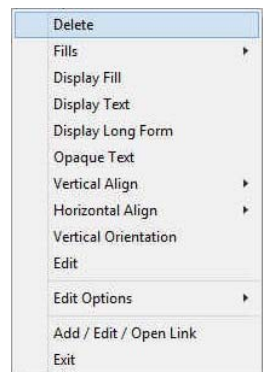 Delete
Fills
Display Fill
Display Text
Display Long Form
Opaque Text
Vertical Align
Horizontal Align
Vertical Orientation
Edit
Edit Options
Add / Edit / Open Link
Exit